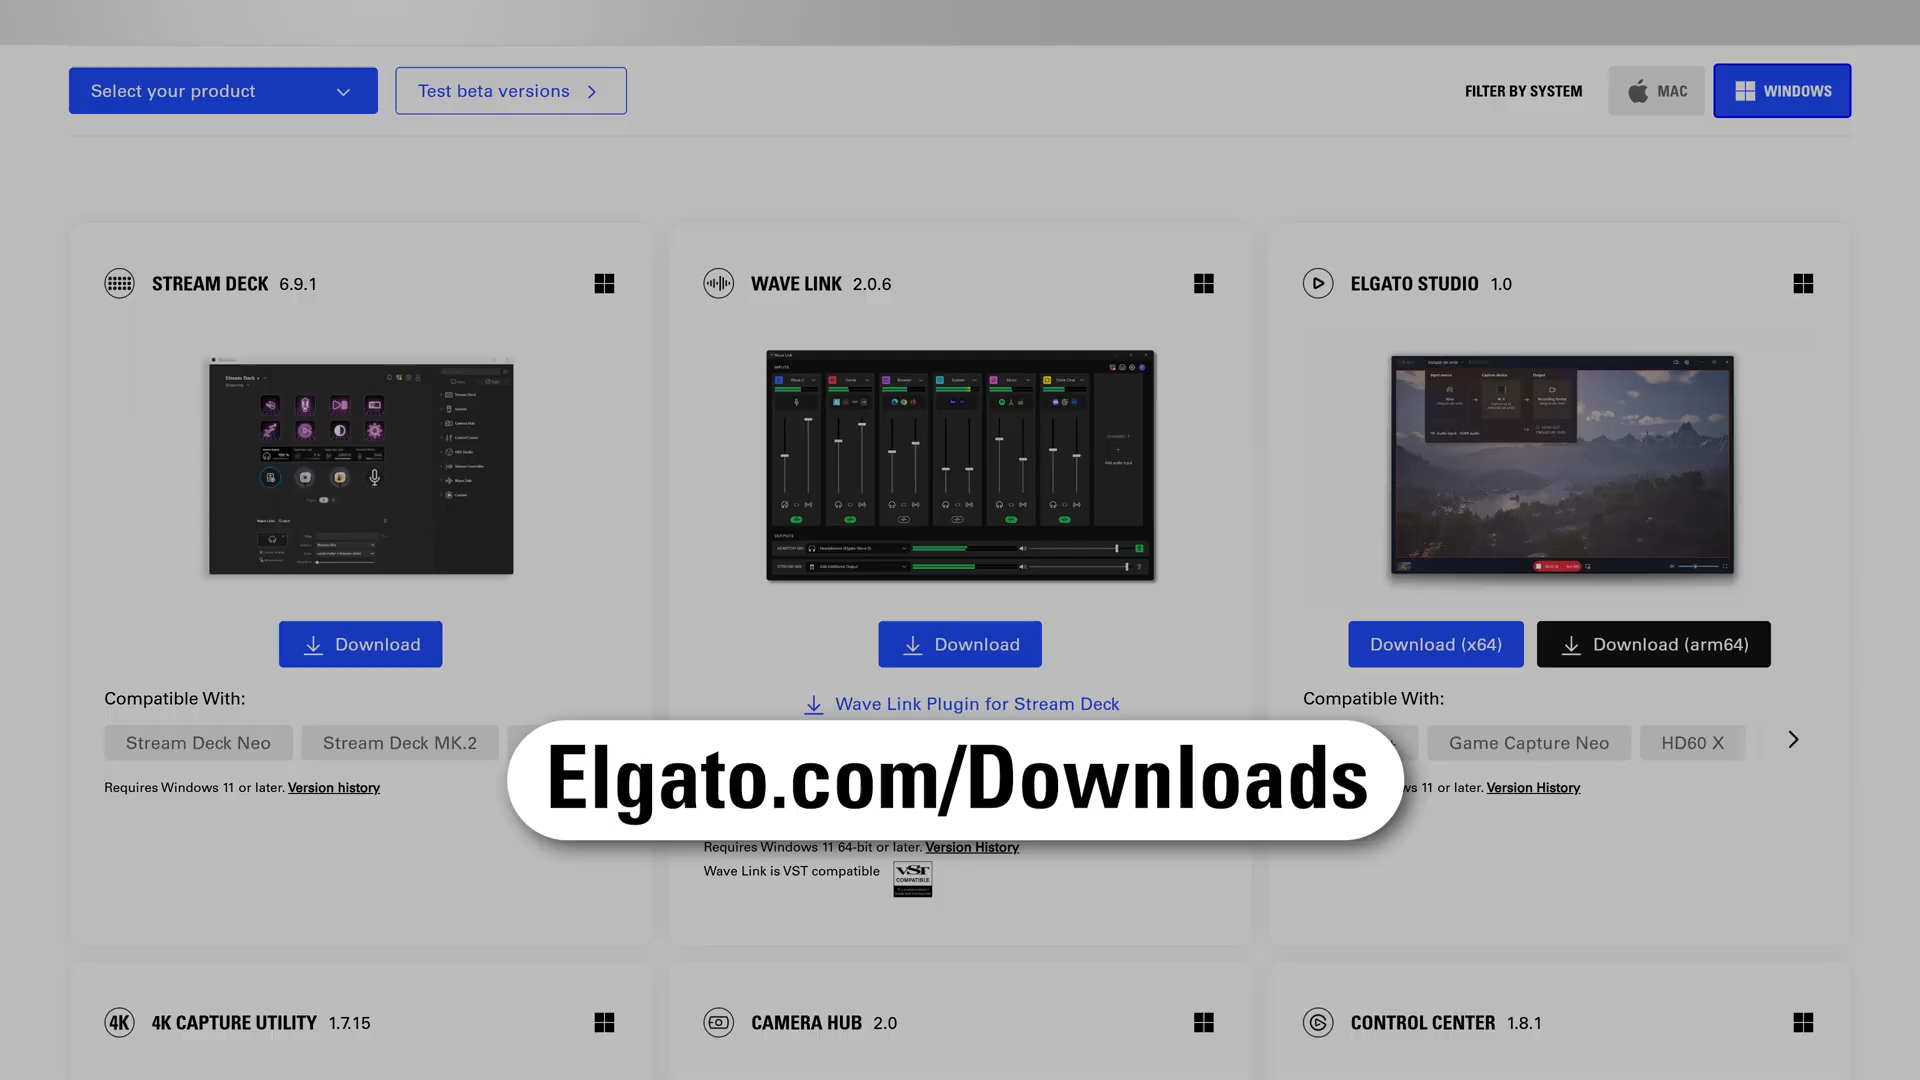 Select your product
Test beta versions
FILTER BY SYSTEM
MAC
WINDOWS
STREAM DECK 6.9.1
WAVE LINK 2.0.6
ELGATO STUDIO 1.0
Download
Download
Download (x64)
Download (arm64)
Compatible With:
Wave Link Plugin for Stream Deck
Compatible With:
Stream Deck Neo
Stream Deck MK.2
Game Capture Neo
HD60 X
Elgato.com/Downloads
Requires Windows 11 or later. Version history
11 or later. Version History
Requires Windows 11 64-bit or later. Version History
Wave Link is VST compatible
VST
COMPATIBLE
4K
4K CAPTURE UTILITY 1.7.15
CAMERA HUB 2.0
CONTROL CENTER 1.8.1